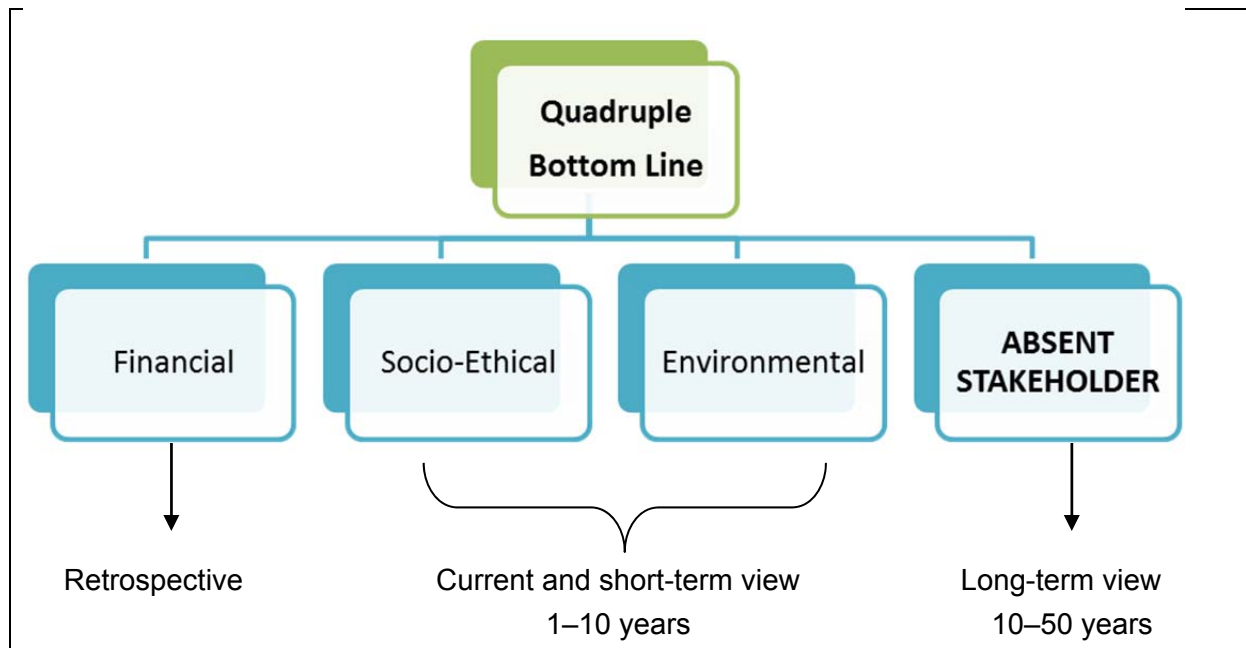 Quadruple
Bottom Line
Financial
Socio-Ethical
Environmental
ABSENT
STAKEHOLDER
Retrospective
Current and short-term view
1–10 years
Long-term view
10–50 years